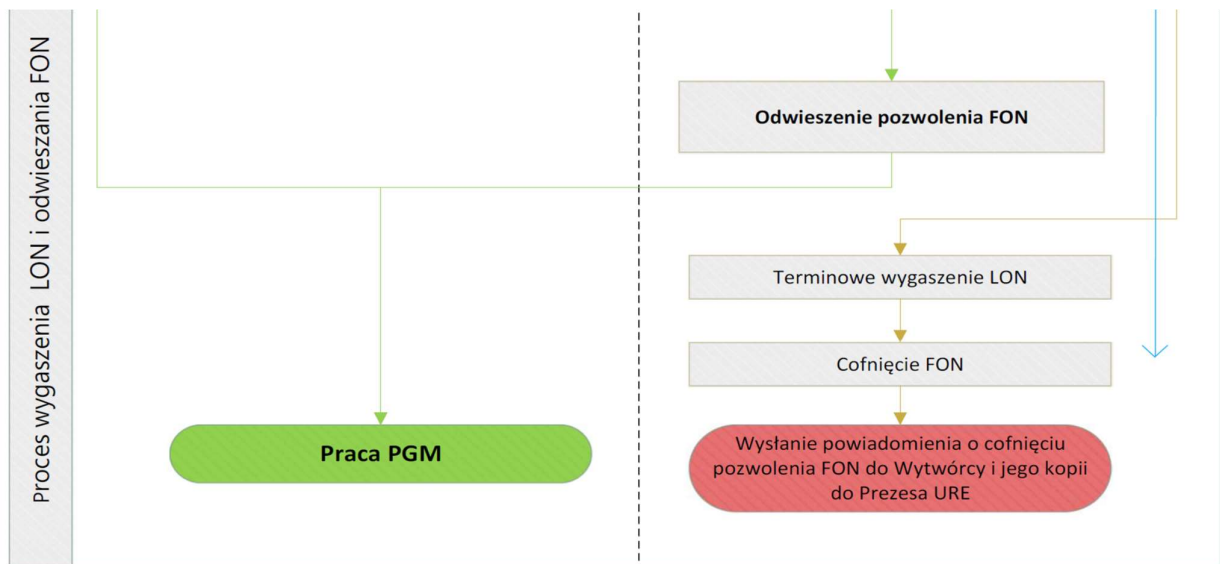 Proces wygaszenia LON i odwieszania FON
Odwieszenie pozwolenia FON
Terminowe wygaszenie LON
Cofnięcie FON
Praca PGM
Wysłanie powiadomienia o cofnięciu
pozwolenia FON do Wytwórcy i jego kopii
do Prezesa URE